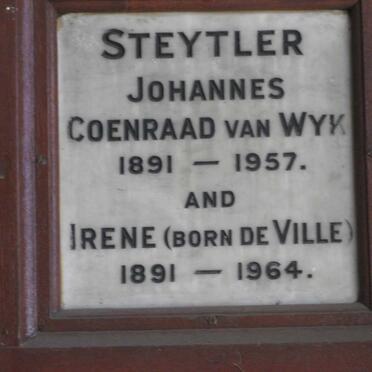 STEYTLER
JOHANNES
COENRAAD VAN WYK
1891 — 1957.
AND
IRENE (BORN DE VILLE)
1891 — 1964.